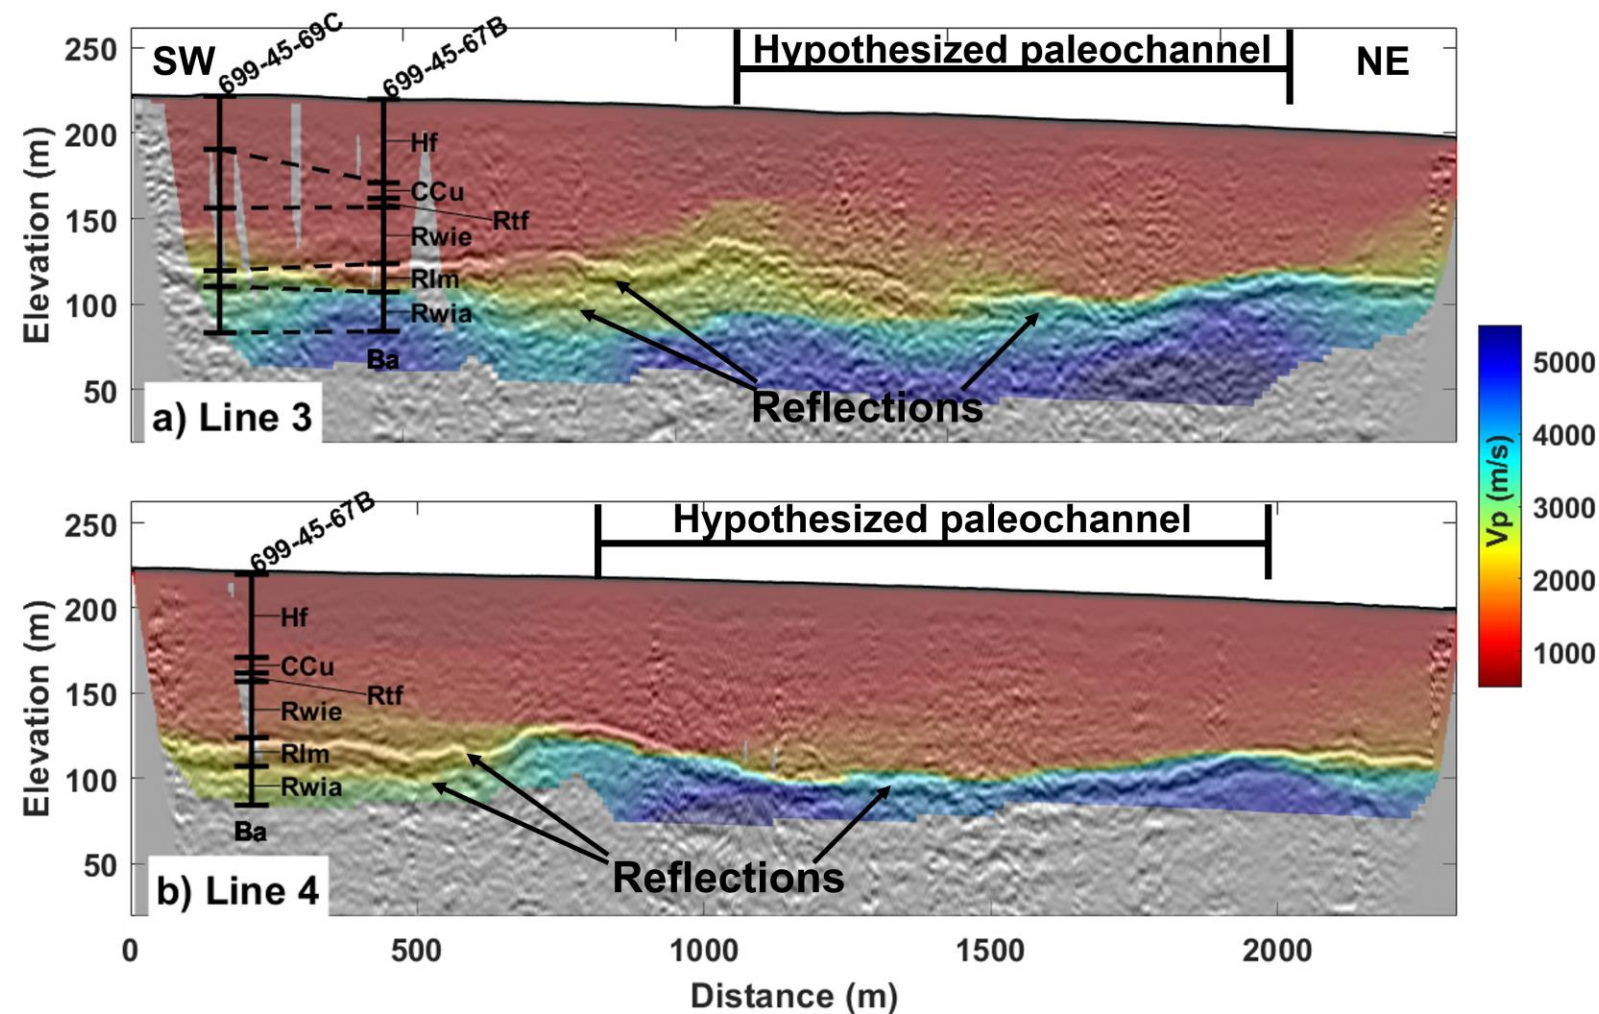 699-45-69C
699-45-67B
250
SW
Hypothesized paleochannel
NE
200
Hf
CCu
150
Rtf
Rwie
Rlm
100
Rwia
Ba
50
Reflections
a) Line 3
Elevation (m)
5000
4000
3000
2000
1000
Vp (m/s)
699-45-67B
250
Hypothesized paleochannel
200
Hf
CCu
150
Rtf
Rwie
Rlm
100
Rwia
Ba
50
Reflections
b) Line 4
Elevation (m)
0 500 1000 1500 2000
Distance (m)